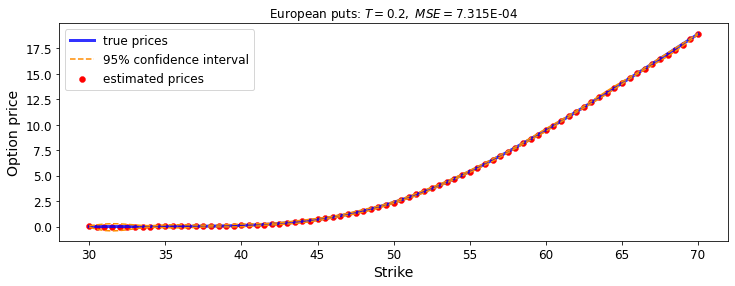 European puts: T = 0.2, MSE = 7.315E-04
true prices
95% confidence interval
estimated prices
Option price
17.5
15.0
12.5
10.0
7.5
5.0
2.5
0.0
30 35 40 45 50 55 60 65 70
Strike